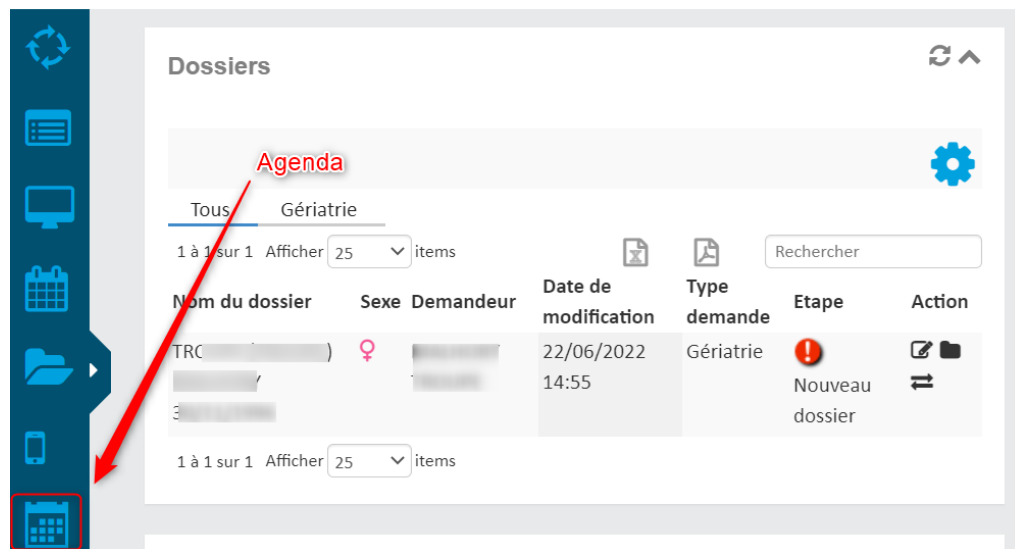 Dossiers
Agenda
Tous Gériatrie
1 à 1 sur 1 Afficher 25 items Rechercher
Nom du dossier Sexe Demandeur Date de modification Type demande Etape Action
TRO ) 22/06/2022 Gériatrie
14:55 Nouveau
dossier
1 à 1 sur 1 Afficher 25 items